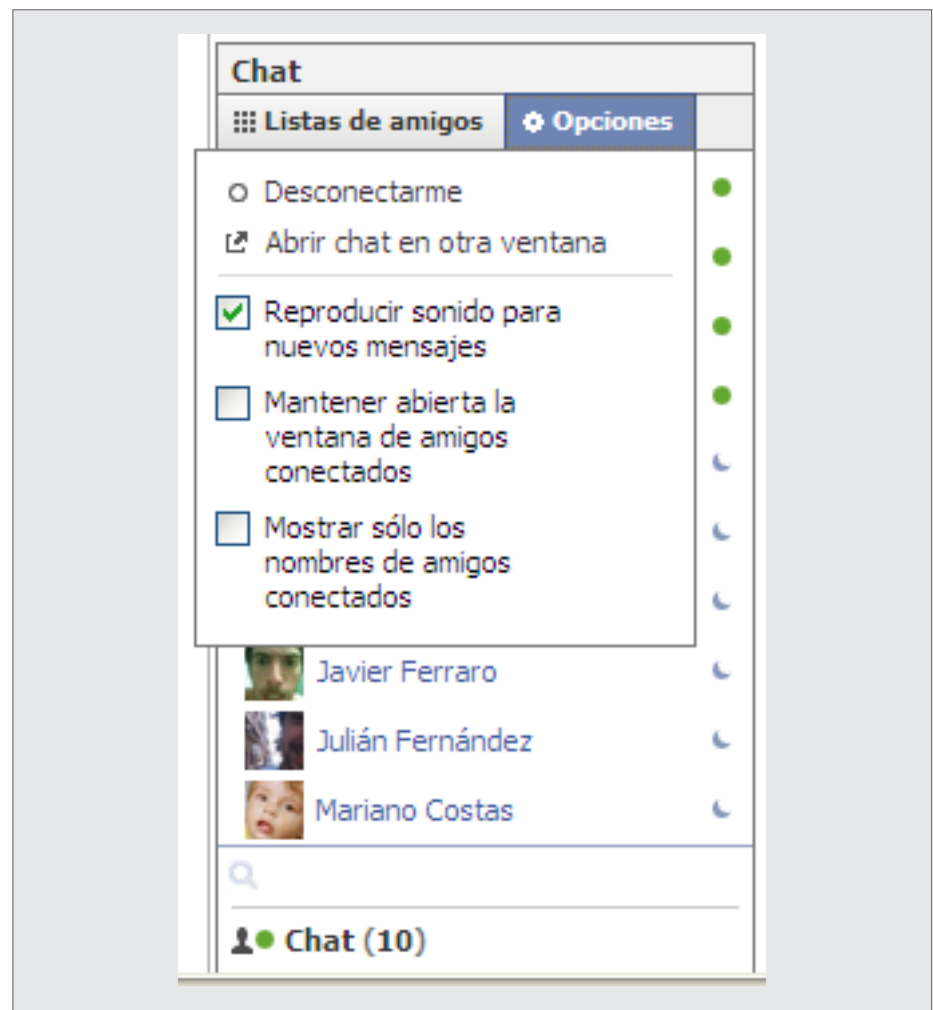 Chat
Listas de amigos Opciones
Desconectarme
Abrir chat en otra ventana
Reproducir sonido para
nuevos mensajes
Mantener abierta la
ventana de amigos
conectados
Mostrar sólo los
nombres de amigos
conectados
Javier Ferraro
Julián Fernández
Mariano Costas
Chat (10)